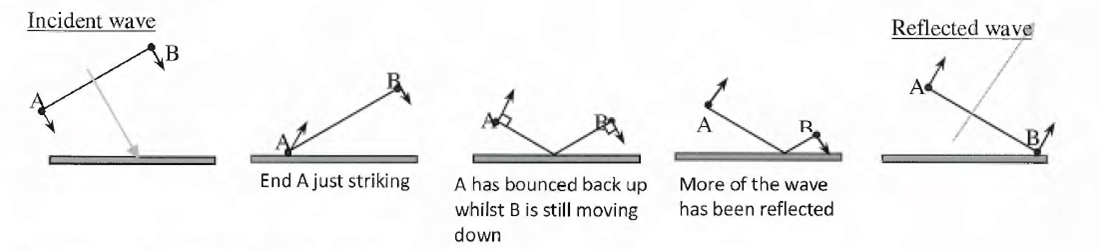 Incident wave
B
A
B
A
End A just striking
A
B
A has bounced back up
whilst B is still moving
down
A
B
More of the wave
has been reflected
Reflected wave
A
B